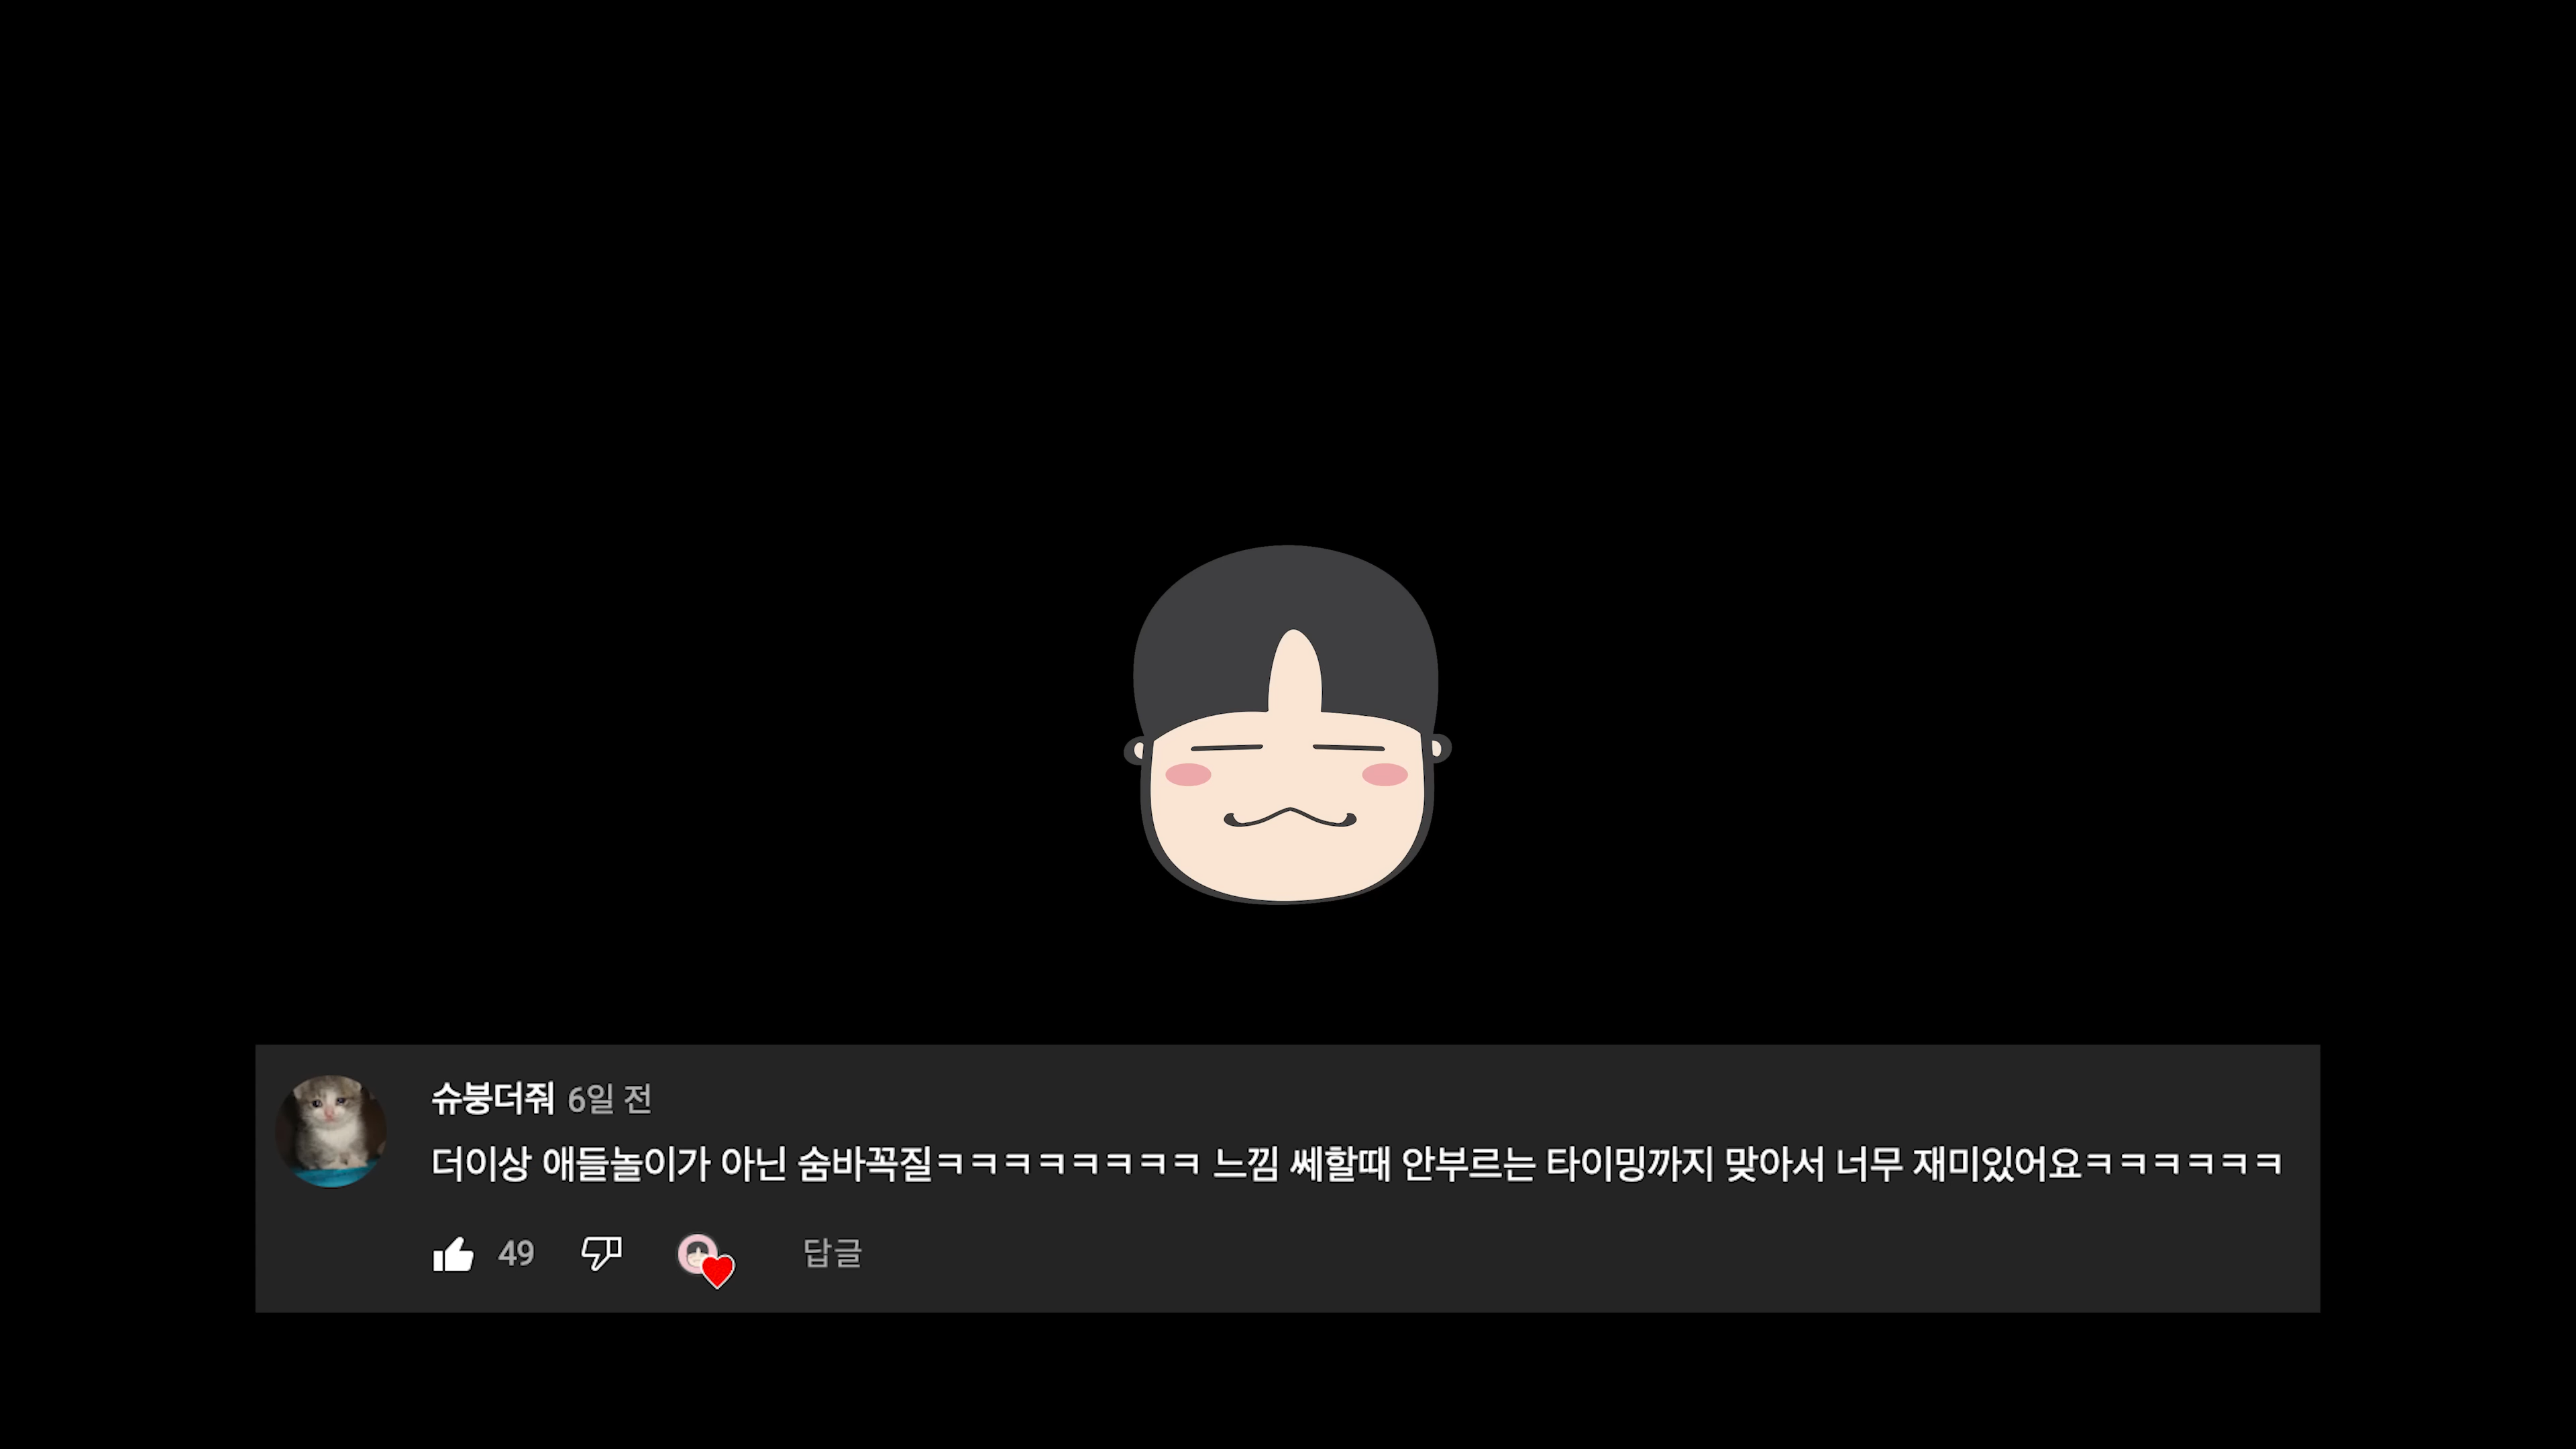 슈붕더줘 6일 전
더이상 애들놀이가 아닌 숨바꼭질ㅋㅋㅋㅋㅋㅋㅋㅋ 느낌 쎄할때 안부르는 타이밍까지 맞아서 너무 재미있어요ㅋㅋㅋㅋㅋㅋ
49 답글